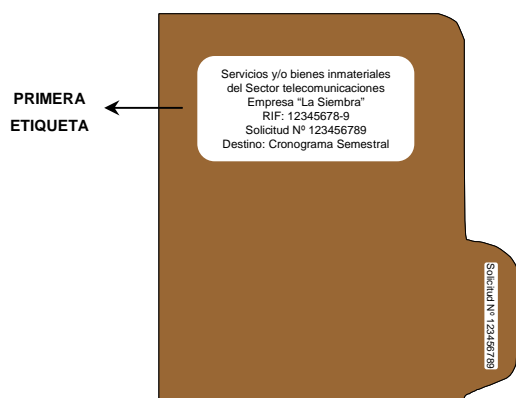 PRIMERA
ETIQUETA
Servicios y/o bienes inmateriales
del Sector telecomunicaciones
Empresa “La Siembra”
RIF: 12345678-9
Solicitud Nº 123456789
Destino: Cronograma Semestral
Solicitud Nº 123456789